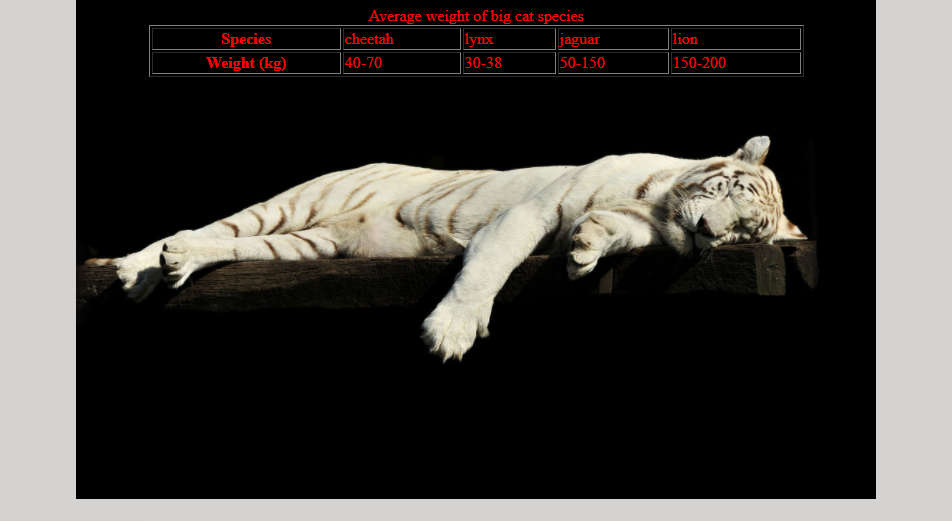 Average weight of big cat species
Species cheetah lynx jaguar lion
Weight (kg) 40-70 30-38 50-150 150-200